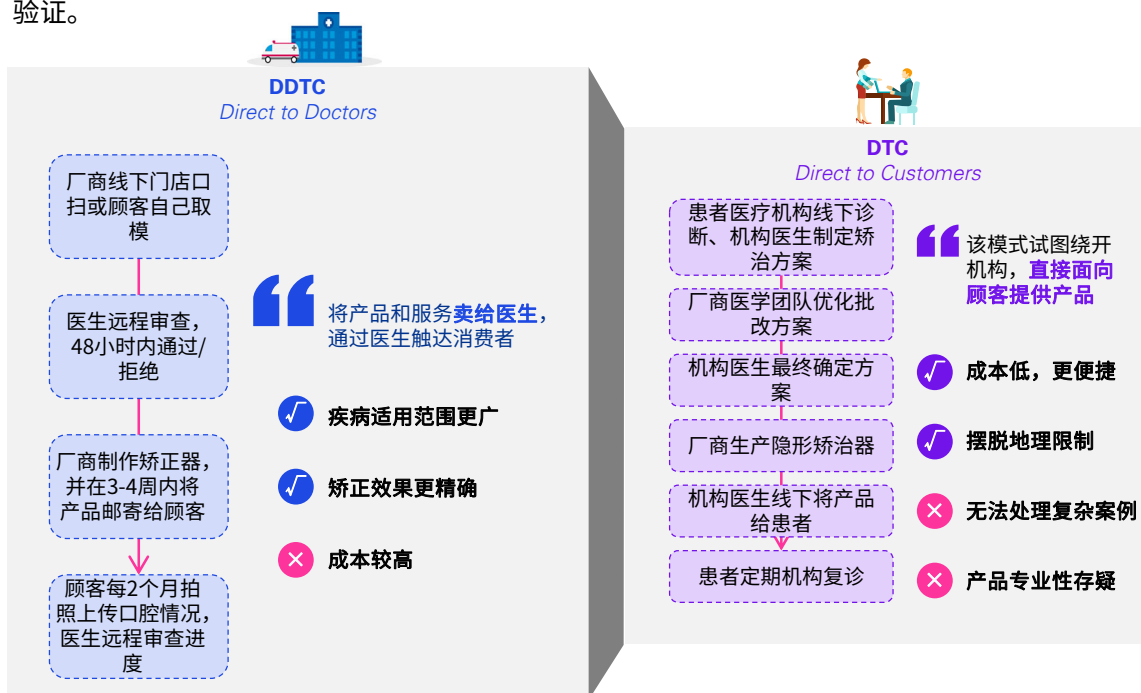 验证。
DDTC
Direct to Doctors
厂商线下门店口
扫或顾客自己取
模
医生远程审查，
48小时内通过/
拒绝
厂商制作矫正器，
并在3-4周内将
产品邮寄给顾客
顾客每2个月拍
照上传口腔情况，
医生远程审查进
度
将产品和服务卖给医生，
通过医生触达消费者
疾病适用范围更广
矫正效果更精确
成本较高
DTC
Direct to Customers
患者医疗机构线下诊
断、机构医生制定矫
治方案
厂商医学团队优化批
改方案
机构医生最终确定方
案
厂商生产隐形矫治器
机构医生线下将产品
给患者
患者定期机构复诊
该模式试图绕开
机构，直接面向
顾客提供产品
成本低，更便捷
摆脱地理限制
无法处理复杂案例
产品专业性存疑